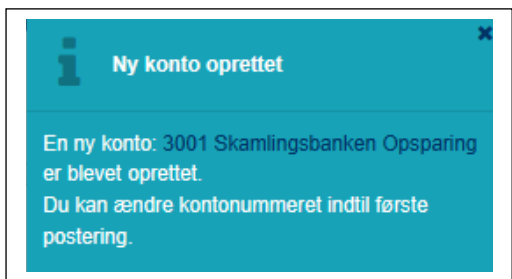 Ny konto oprettet
En ny konto: 3001 Skamlingsbanken Opsparing
er blevet oprettet.
Du kan ændre kontonummeret indtil første
postering.